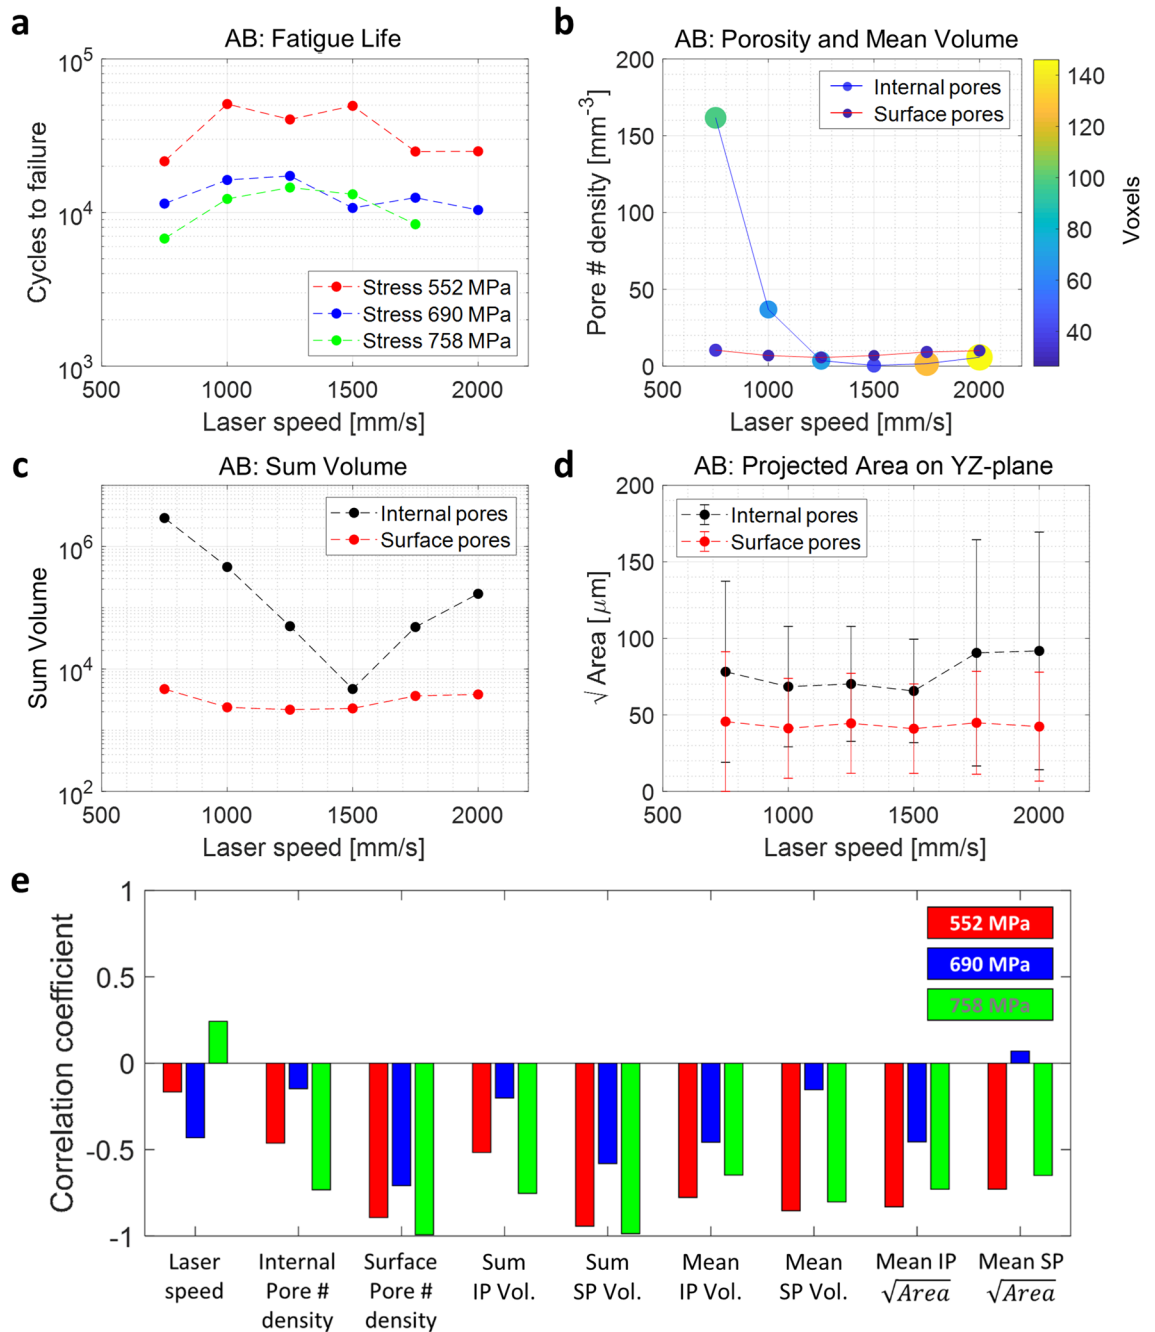 a
AB: Fatigue Life
Cycles to failure
10^5
10^4
10^3
Stress 552 MPa
Stress 690 MPa
Stress 758 MPa
500 1000 1500 2000
Laser speed [mm/s]
b
AB: Porosity and Mean Volume
Pore # density [mm^-3]
200
150
100
50
0
Internal pores
Surface pores
500 1000 1500 2000
Laser speed [mm/s]
140
120
100
80
60
40
Voxels
c
AB: Sum Volume
Sum Volume
10^6
10^4
10^2
Internal pores
Surface pores
500 1000 1500 2000
Laser speed [mm/s]
d
AB: Projected Area on YZ-plane
√ Area [μm]
200
150
100
50
0
Internal pores
Surface pores
500 1000 1500 2000
Laser speed [mm/s]
e
Correlation coefficient
1
0.5
0
-0.5
-1
552 MPa
690 MPa
758 MPa
Laser
speed
Internal
Pore #
density
Surface
Pore #
density
Sum
IP Vol.
Sum
SP Vol.
Mean
IP Vol.
Mean
SP Vol.
Mean IP
√Area
Mean SP
√Area